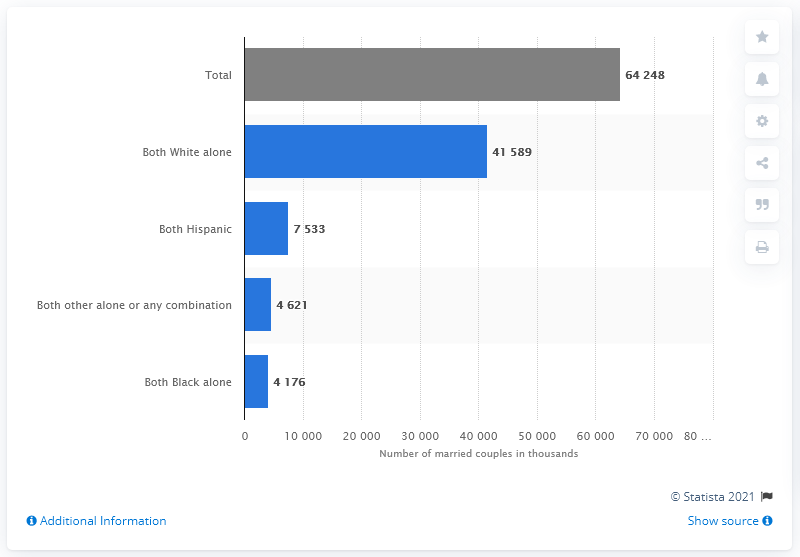 Total
64 248
Both White alone
41 589
Both Hispanic
7 533
Both other alone or any combination
4 621
Both Black alone
4 176
0 10 000 20 000 30 000 40 000 50 000 60 000 70 000 80 ...
Number of married couples in thousands
© Statista 2021
Additional Information
Show source